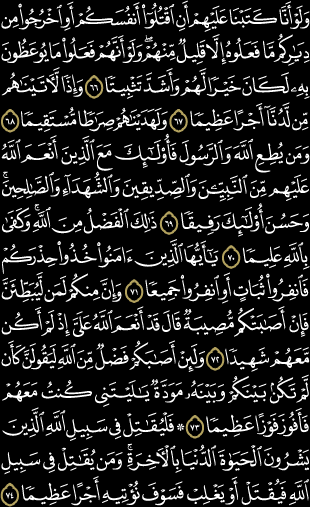 وَلَوْ أَنَّا كَتَبْنَا عَلَيْهِمْ أَنِ ٱقْتُلُوٓا۟ أَنفُسَكُمْ أَوِ ٱخْرُجُوا۟ مِن
دِيَـٰرِكُم مَّا فَعَلُوهُ إِلَّا قَلِيلٌ مِّنْهُمْ ۖ وَلَوْ أَنَّهُمْ فَعَلُوا۟ مَا يُوعَظُونَ
بِهِۦ لَكَانَ خَيْرًا لَّهُمْ وَأَشَدَّ تَثْبِيتًا ٦٦ وَإِذًا لَّـَٔاتَيْنَـٰهُم
مِّن لَّدُنَّآ أَجْرًا عَظِيمًا ٦٧ وَلَهَدَيْنَـٰهُمْ صِرَٰطًا مُّسْتَقِيمًا ٦٨
وَمَن يُطِعِ ٱللَّهَ وَٱلرَّسُولَ فَأُو۟لَـٰٓئِكَ مَعَ ٱلَّذِينَ أَنْعَمَ ٱللَّهُ
عَلَيْهِم مِّنَ ٱلنَّبِيِّـۧنَ وَٱلصِّدِّيقِينَ وَٱلشُّهَدَآءِ وَٱلصَّـٰلِحِينَ ۚ
وَحَسُنَ أُو۟لَـٰٓئِكَ رَفِيقًا ٦٩ ذَٰلِكَ ٱلْفَضْلُ مِنَ ٱللَّهِ ۚ وَكَفَىٰ
بِٱللَّهِ عَلِيمًا ٧٠ يَـٰٓأَيُّهَا ٱلَّذِينَ ءَامَنُوا۟ خُذُوا۟ حِذْرَكُمْ
فَٱنفِرُوا۟ ثُبَاتٍ أَوِ ٱنفِرُوا۟ جَمِيعًا ٧١ وَإِنَّ مِنكُمْ لَمَن لَّيُبَطِّئَنَّ
فَإِنْ أَصَـٰبَتْكُم مُّصِيبَةٌ قَالَ قَدْ أَنْعَمَ ٱللَّهُ عَلَىَّ إِذْ لَمْ أَكُن
مَّعَهُمْ شَهِيدًا ٧٢ وَلَئِنْ أَصَـٰبَكُمْ فَضْلٌ مِّنَ ٱللَّهِ لَيَقُولَنَّ كَأَن
لَّمْ تَكُنۢ بَيْنَكُمْ وَبَيْنَهُۥ مَوَدَّةٌ يَـٰلَيْتَنِى كُنتُ مَعَهُمْ
فَأَفُوزَ فَوْزًا عَظِيمًا ٧٣ ۞ فَلْيُقَـٰتِلْ فِى سَبِيلِ ٱللَّهِ ٱلَّذِينَ
يَشْرُونَ ٱلْحَيَوٰةَ ٱلدُّنْيَا بِٱلْـَٔاخِرَةِ ۚ وَمَن يُقَـٰتِلْ فِى سَبِيلِ
ٱللَّهِ فَيُقْتَلْ أَوْ يَغْلِبْ فَسَوْفَ نُؤْتِيهِ أَجْرًا عَظِيمًا ٧٤